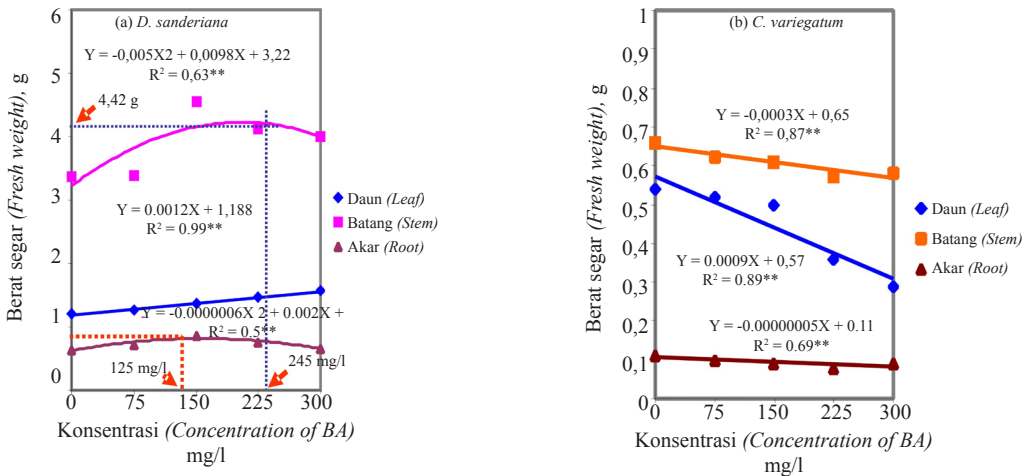 (a) D. sanderiana
Y = -0,005X2 + 0,0098X + 3,22
R² = 0,63**
4,42 g
Y 0.0012X + 1,188
R² = 0.99**
Y = -0.0000006X 2 + 0.002X +
R² = 0.5**
125 mg/l
245 mg/l
Berat segar (Fresh weight), g
6
5
4
3
2
1
0
0 75 150 225 300
Konsentrasi (Concentration of BA)
mg/l
Daun (Leaf)
Batang (Stem)
Akar (Root)
(b) C. variegatum
Y = -0,0003X + 0,65
R² = 0,87**
Y 0.0009X + 0,57
R² = 0.89**
Y = -0.00000005X + 0.11
R² = 0.69**
Berat segar (Fresh weight), g
1
0,9
0,8
0,7
0,6
0,5
0,4
0,3
0,2
0,1
0
0 75 150 225 300
Konsentrasi (Concentration of BA)
mg/l
Daun (Leaf)
Batang (Stem)
Akar (Root)